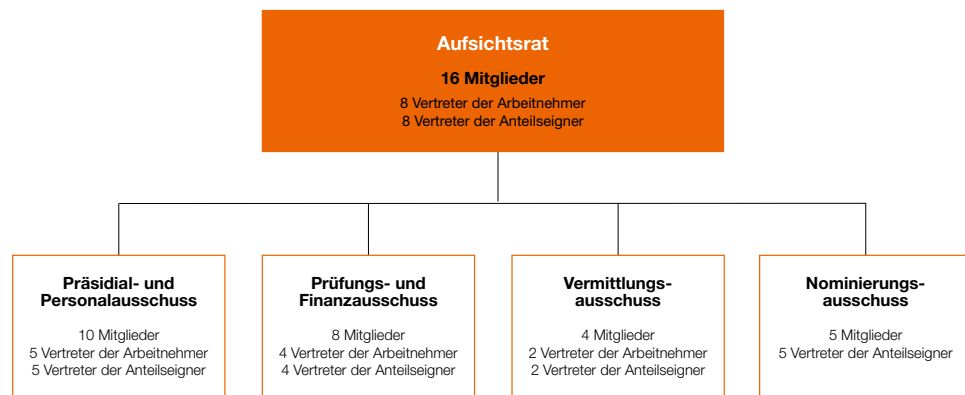 Aufsichtsrat
16 Mitglieder
8 Vertreter der Arbeitnehmer
8 Vertreter der Anteilseigner
Präsidial- und
Personalausschuss
10 Mitglieder
5 Vertreter der Arbeitnehmer
5 Vertreter der Anteilseigner
Prüfungs- und
Finanzausschuss
8 Mitglieder
4 Vertreter der Arbeitnehmer
4 Vertreter der Anteilseigner
Vermittlungs-
ausschuss
4 Mitglieder
2 Vertreter der Arbeitnehmer
2 Vertreter der Anteilseigner
Nominierungs-
ausschuss
5 Mitglieder
5 Vertreter der Anteilseigner